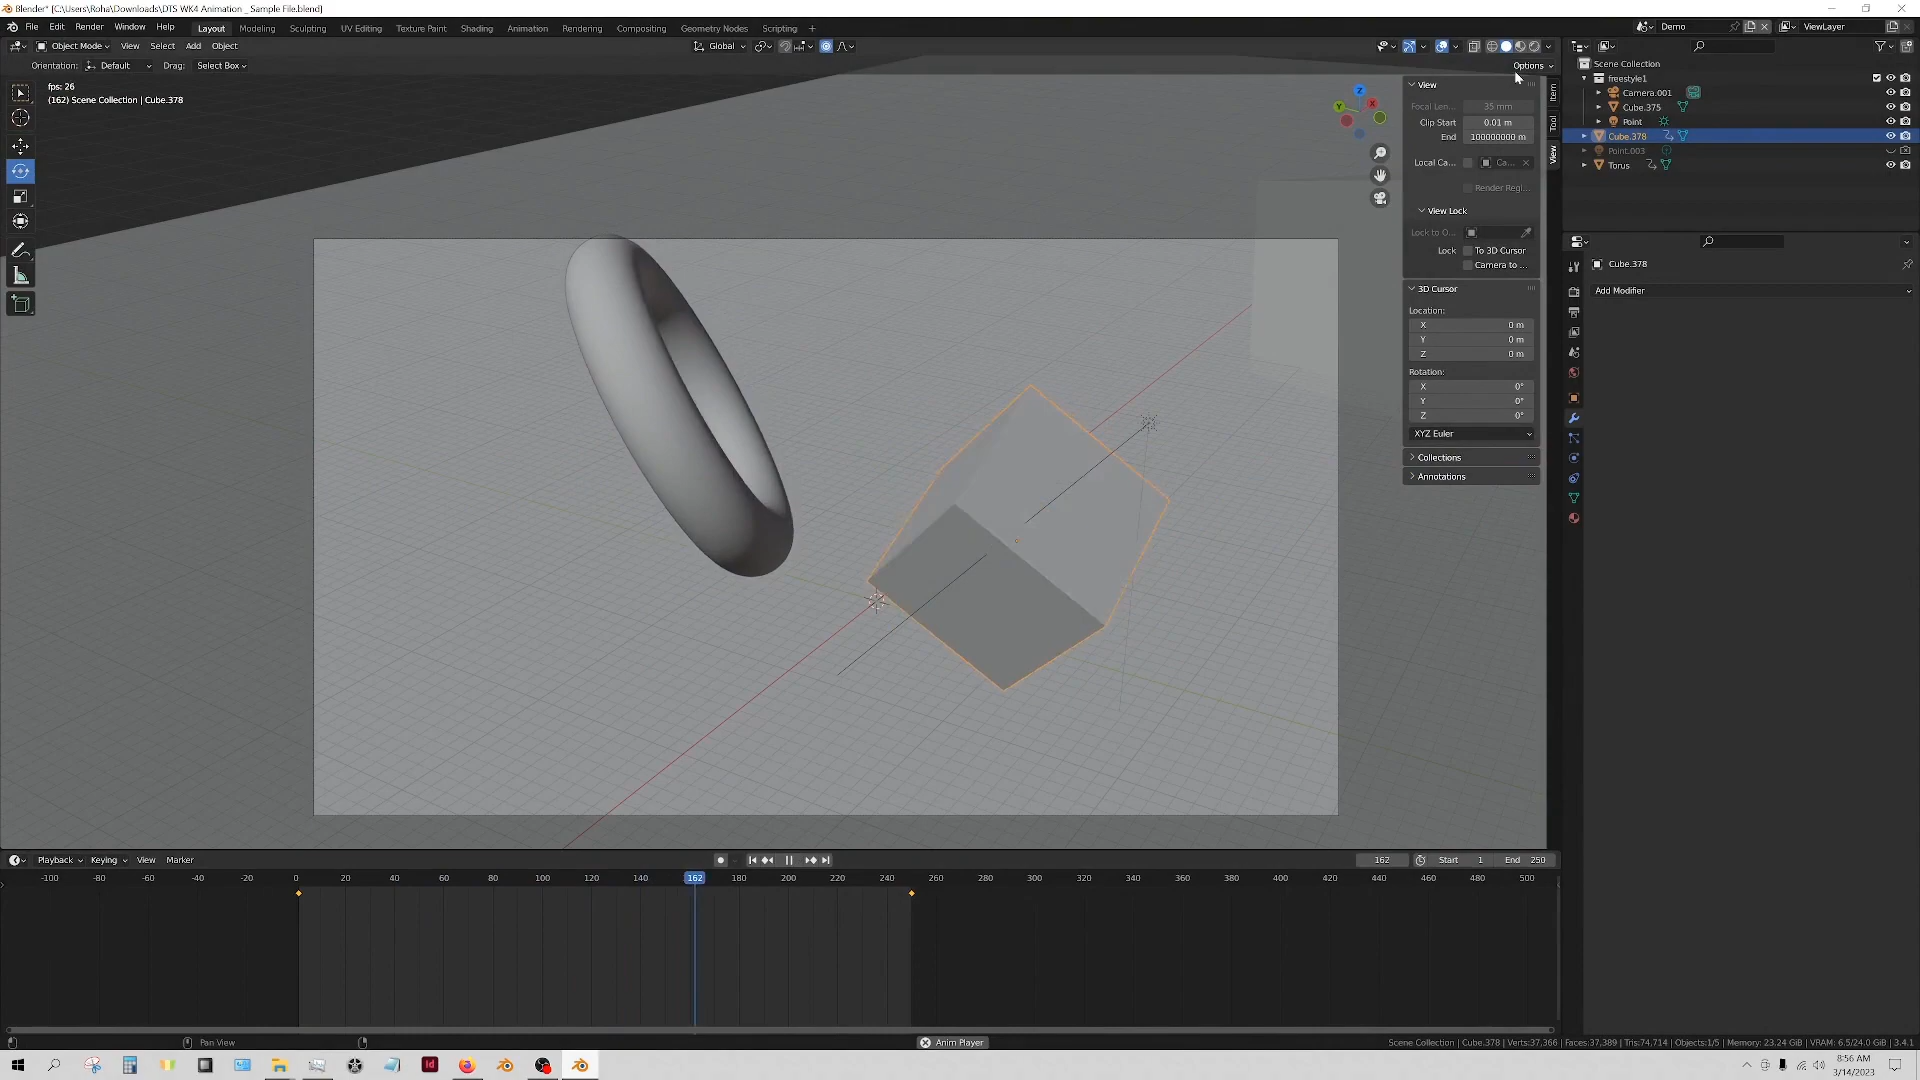 Blender* [C:\Users\Roha\Downloads\DTS WK4 Animation _ Sample File.blend]
File Edit Render Window Help Layout Modeling Sculpting UV Editing Texture Paint Shading Animation Rendering Compositing Geometry Nodes Scripting + Demo ViewLayer
Object Mode View Select Add Object Global
Orientation: Default Drag: Select Box Options
fps: 26
(162) Scene Collection | Cube.378
Z
Y X
View
Focal Len... 35 mm
Clip Start 0.01 m
End 100000000 m
Local Ca... Ca...
Render Regi...
View Lock
Lock to O...
Lock To 3D Cursor
Camera to ...
3D Cursor
Location:
X 0 m
Y 0 m
Z 0 m
Rotation:
X 0°
Y 0°
Z 0°
XYZ Euler
Collections
Annotations
Item
Tool
View
Scene Collection
freestyle1
Camera.001
Cube.375
Point
Cube.378
Point.003
Torus
Cube.378
Add Modifier
Playback Keying View Marker 162 Start 1 End 250
-100 -80 -60 -40 -20 0 20 40 60 80 100 120 140 162 180 200 220 240 260 280 300 320 340 360 380 400 420 440 460 480 500
Pan View Anim Player Scene Collection | Cube.378 | Verts:37,366 | Faces:37,389 | Tris:74,714 | Objects:1/5 | Memory: 23.24 GiB | VRAM: 6.5/24.0 GiB | 3.4.1
Id
8:56 AM
3/14/2023